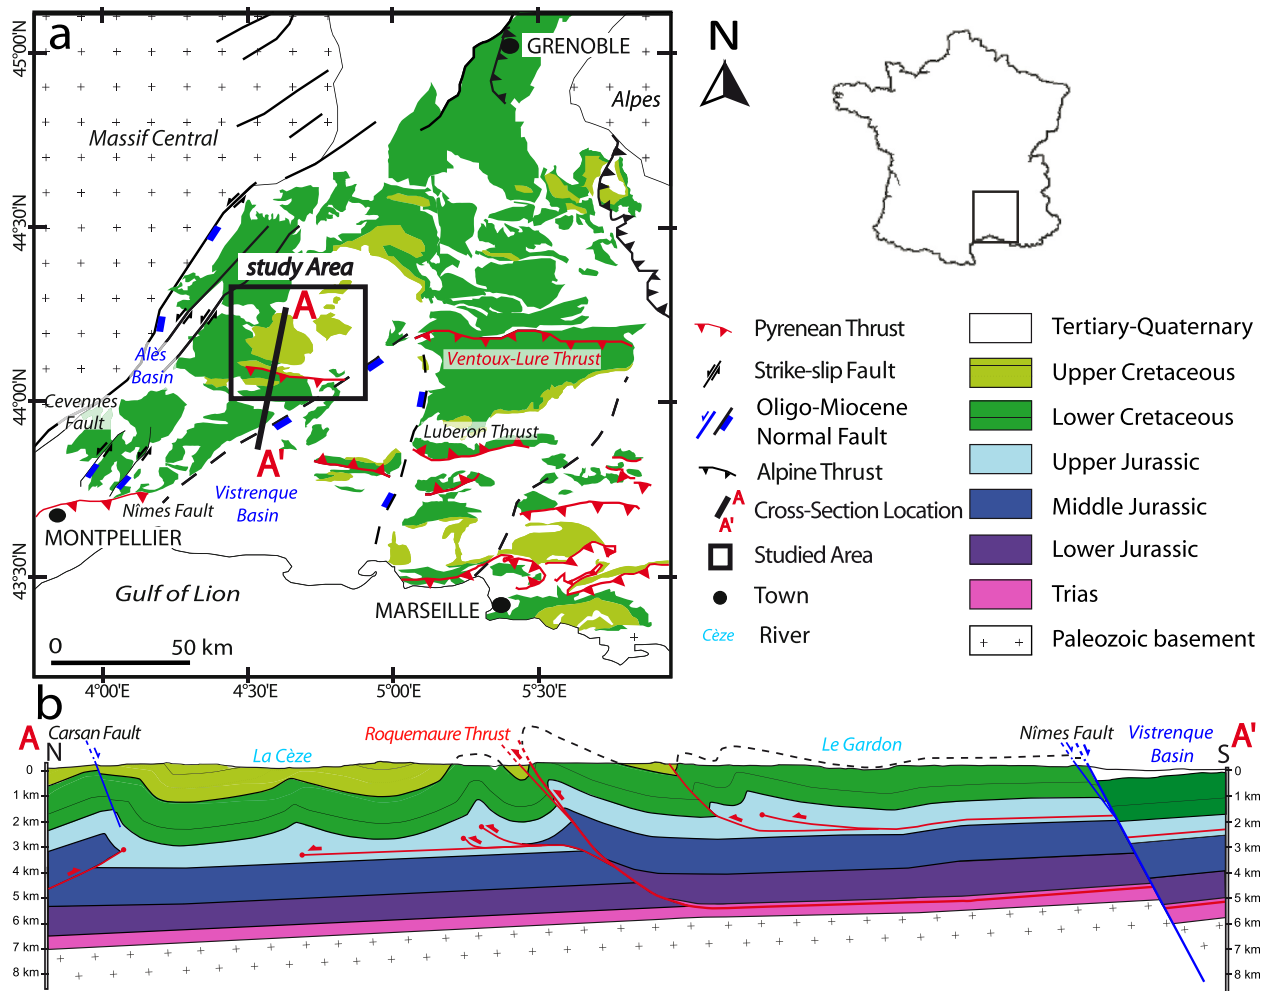 a
45°00'N
44°30'N
44°00'N
43°30'N
GRENOBLE
Alpes
Massif Central
study Area
A
Alès
Basin
Ventoux-Lure Thrust
Cevennes
Fault
Luberon Thrust
A'
Vistrenque
Basin
Nîmes Fault
MONTPELLIER
Gulf of Lion
MARSEILLE
0 50 km
4°00'E 4°30'E 5°00'E 5°30'E
N
Pyrenean Thrust
Strike-slip Fault
Oligo-Miocene
Normal Fault
Alpine Thrust
A
A'
Cross-Section Location
Studied Area
Town
Cèze River
Tertiary-Quaternary
Upper Cretaceous
Lower Cretaceous
Upper Jurassic
Middle Jurassic
Lower Jurassic
Trias
Paleozoic basement
b
A
N
Carsan Fault
La Cèze
Roquemaure Thrust
Le Gardon
Nîmes Fault
Vistrenque
Basin
A'
S
0
1 km
2 km
3 km
4 km
5 km
6 km
7 km
8 km
0
1 km
2 km
3 km
4 km
5 km
6 km
7 km
8 km